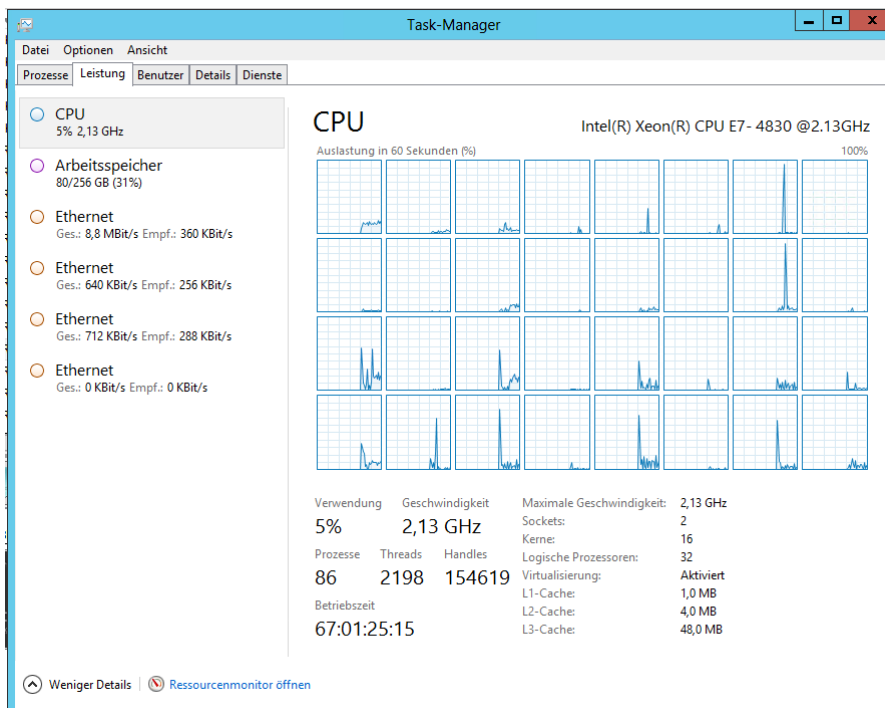 Task-Manager
Datei Optionen Ansicht
Prozesse Leistung Benutzer Details Dienste
CPU
5% 2,13 GHz
Arbeitsspeicher
80/256 GB (31%)
Ethernet
Ges.: 8,8 MBit/s Empf.: 360 KBit/s
Ethernet
Ges.: 640 KBit/s Empf.: 256 KBit/s
Ethernet
Ges.: 712 KBit/s Empf.: 288 KBit/s
Ethernet
Ges.: 0 KBit/s Empf.: 0 KBit/s
CPU
Intel(R) Xeon(R) CPU E7- 4830 @2.13GHz
Auslastung in 60 Sekunden (%) 100%
Verwendung Geschwindigkeit
5% 2,13 GHz
Prozesse Threads Handles
86 2198 154619
Betriebszeit
67:01:25:15
Maximale Geschwindigkeit: 2,13 GHz
Sockets: 2
Kerne: 16
Logische Prozessoren: 32
Virtualisierung: Aktiviert
L1-Cache: 1,0 MB
L2-Cache: 4,0 MB
L3-Cache: 48,0 MB
Weniger Details Ressourcenmonitor öffnen